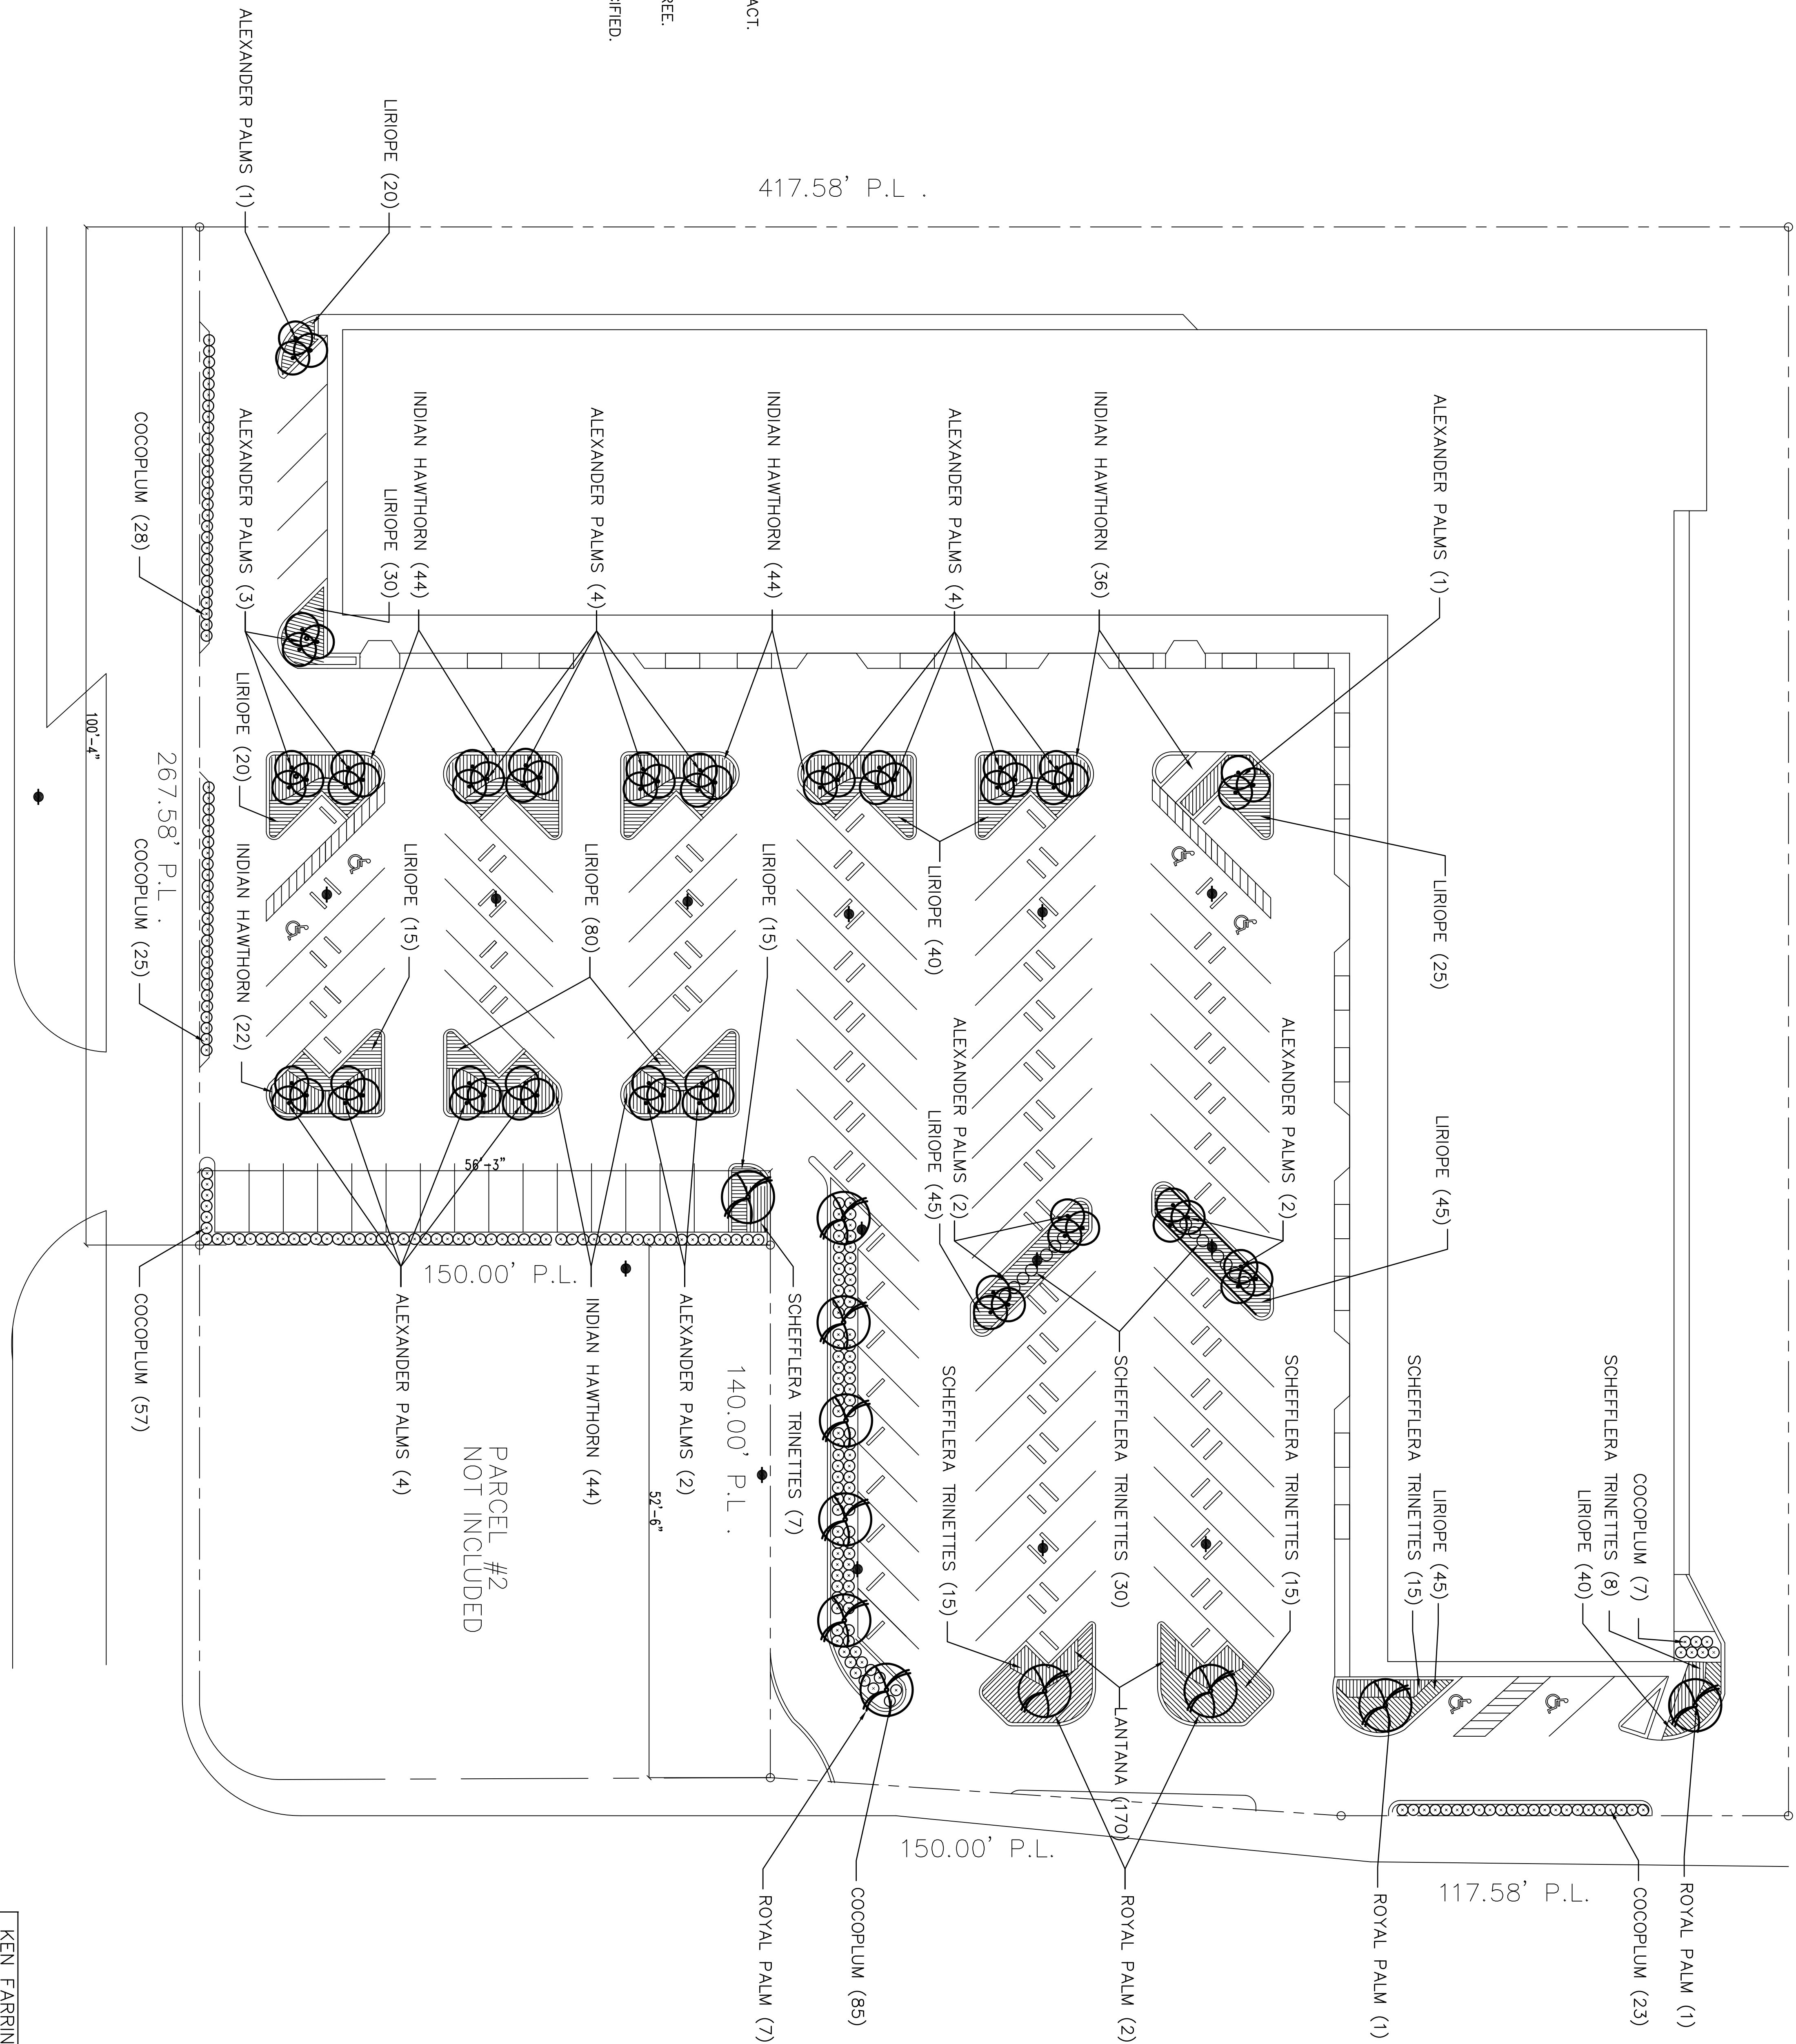 ACT.
REE.
IFIED.
ALEXANDER PALMS (1)
LIRIOPE (20)
417.58' P.L .
COCOPLUM (28)
ALEXANDER PALMS (3)
LIRIOPE (30)
INDIAN HAWTHORN (44)
ALEXANDER PALMS (4)
INDIAN HAWTHORN (44)
ALEXANDER PALMS (4)
INDIAN HAWTHORN (36)
ALEXANDER PALMS (1)
100'-4"
267.58' P.L .
COCOPLUM (25)
LIRIOPE (20)
INDIAN HAWTHORN (22)
LIRIOPE (15)
LIRIOPE (80)
LIRIOPE (15)
LIRIOPE (40)
LIRIOPE (25)
ALEXANDER PALMS (2)
LIRIOPE (45)
ALEXANDER PALMS (2)
LIRIOPE (45)
56'-3"
150.00' P.L.
COCOPLUM (57)
ALEXANDER PALMS (4)
INDIAN HAWTHORN (44)
ALEXANDER PALMS (2)
140.00' P.L .
SCHEFFLERA TRINETTES (7)
SCHEFFLERA TRINETTES (15)
SCHEFFLERA TRINETTES (30)
SCHEFFLERA TRINETTES (15)
LIRIOPE (45)
SCHEFFLERA TRINETTES (15)
COCOPLUM (7)
SCHEFFLERA TRINETTES (8)
LIRIOPE (40)
PARCEL #2
NOT INCLUDED
52'-6"
LANTANA (170)
150.00' P.L.
117.58' P.L.
ROYAL PALM (7)
COCOPLUM (85)
ROYAL PALM (2)
ROYAL PALM (1)
COCOPLUM (23)
ROYAL PALM (1)
KEN FARRIN